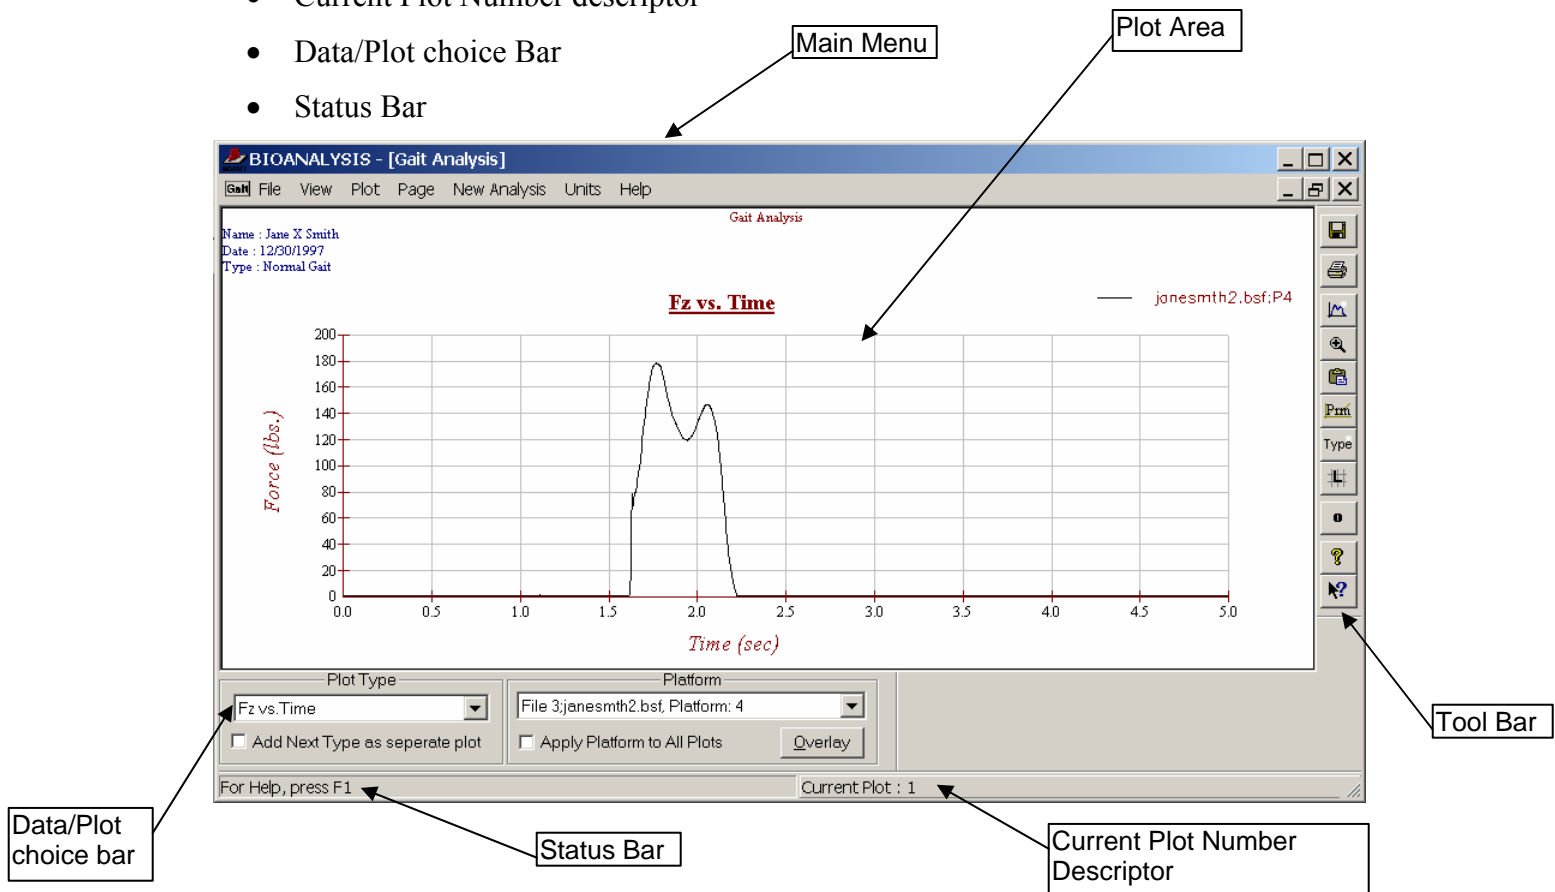 • Current Plot Number descriptor
• Data/Plot choice Bar
• Status Bar
Main Menu
Plot Area
BIOANALYSIS - [Gait Analysis]
Gait File View Plot Page New Analysis Units Help
Gait Analysis
Name : Jane X Smith
Date : 12/30/1997
Type : Normal Gait
Fz vs. Time
janesmth2.bsf;P4
Force (lbs.)
200
180
160
140
120
100
80
60
40
20
0
0.0 0.5 1.0 1.5 2.0 2.5 3.0 3.5 4.0 4.5 5.0
Time (sec)
Prm
Type
L
0
?
?
Plot Type
Fz vs.Time
Add Next Type as seperate plot
Platform
File 3;janesmth2.bsf, Platform: 4
Apply Platform to All Plots
Overlay
For Help, press F1
Current Plot : 1
Tool Bar
Data/Plot
choice bar
Status Bar
Current Plot Number
Descriptor